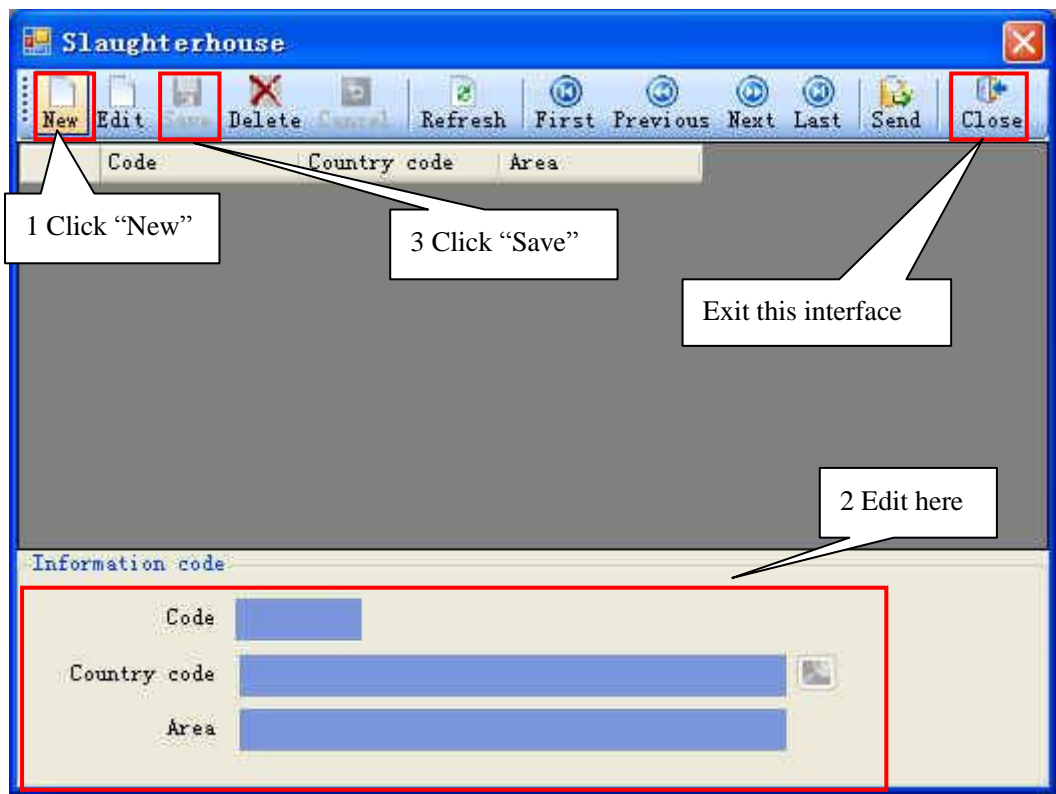 Slaughterhouse
New Edit Save Delete Cancel Refresh First Previous Next Last Send Close
Code Country code Area
1 Click “New”
3 Click “Save”
Exit this interface
2 Edit here
Information code
Code
Country code
Area